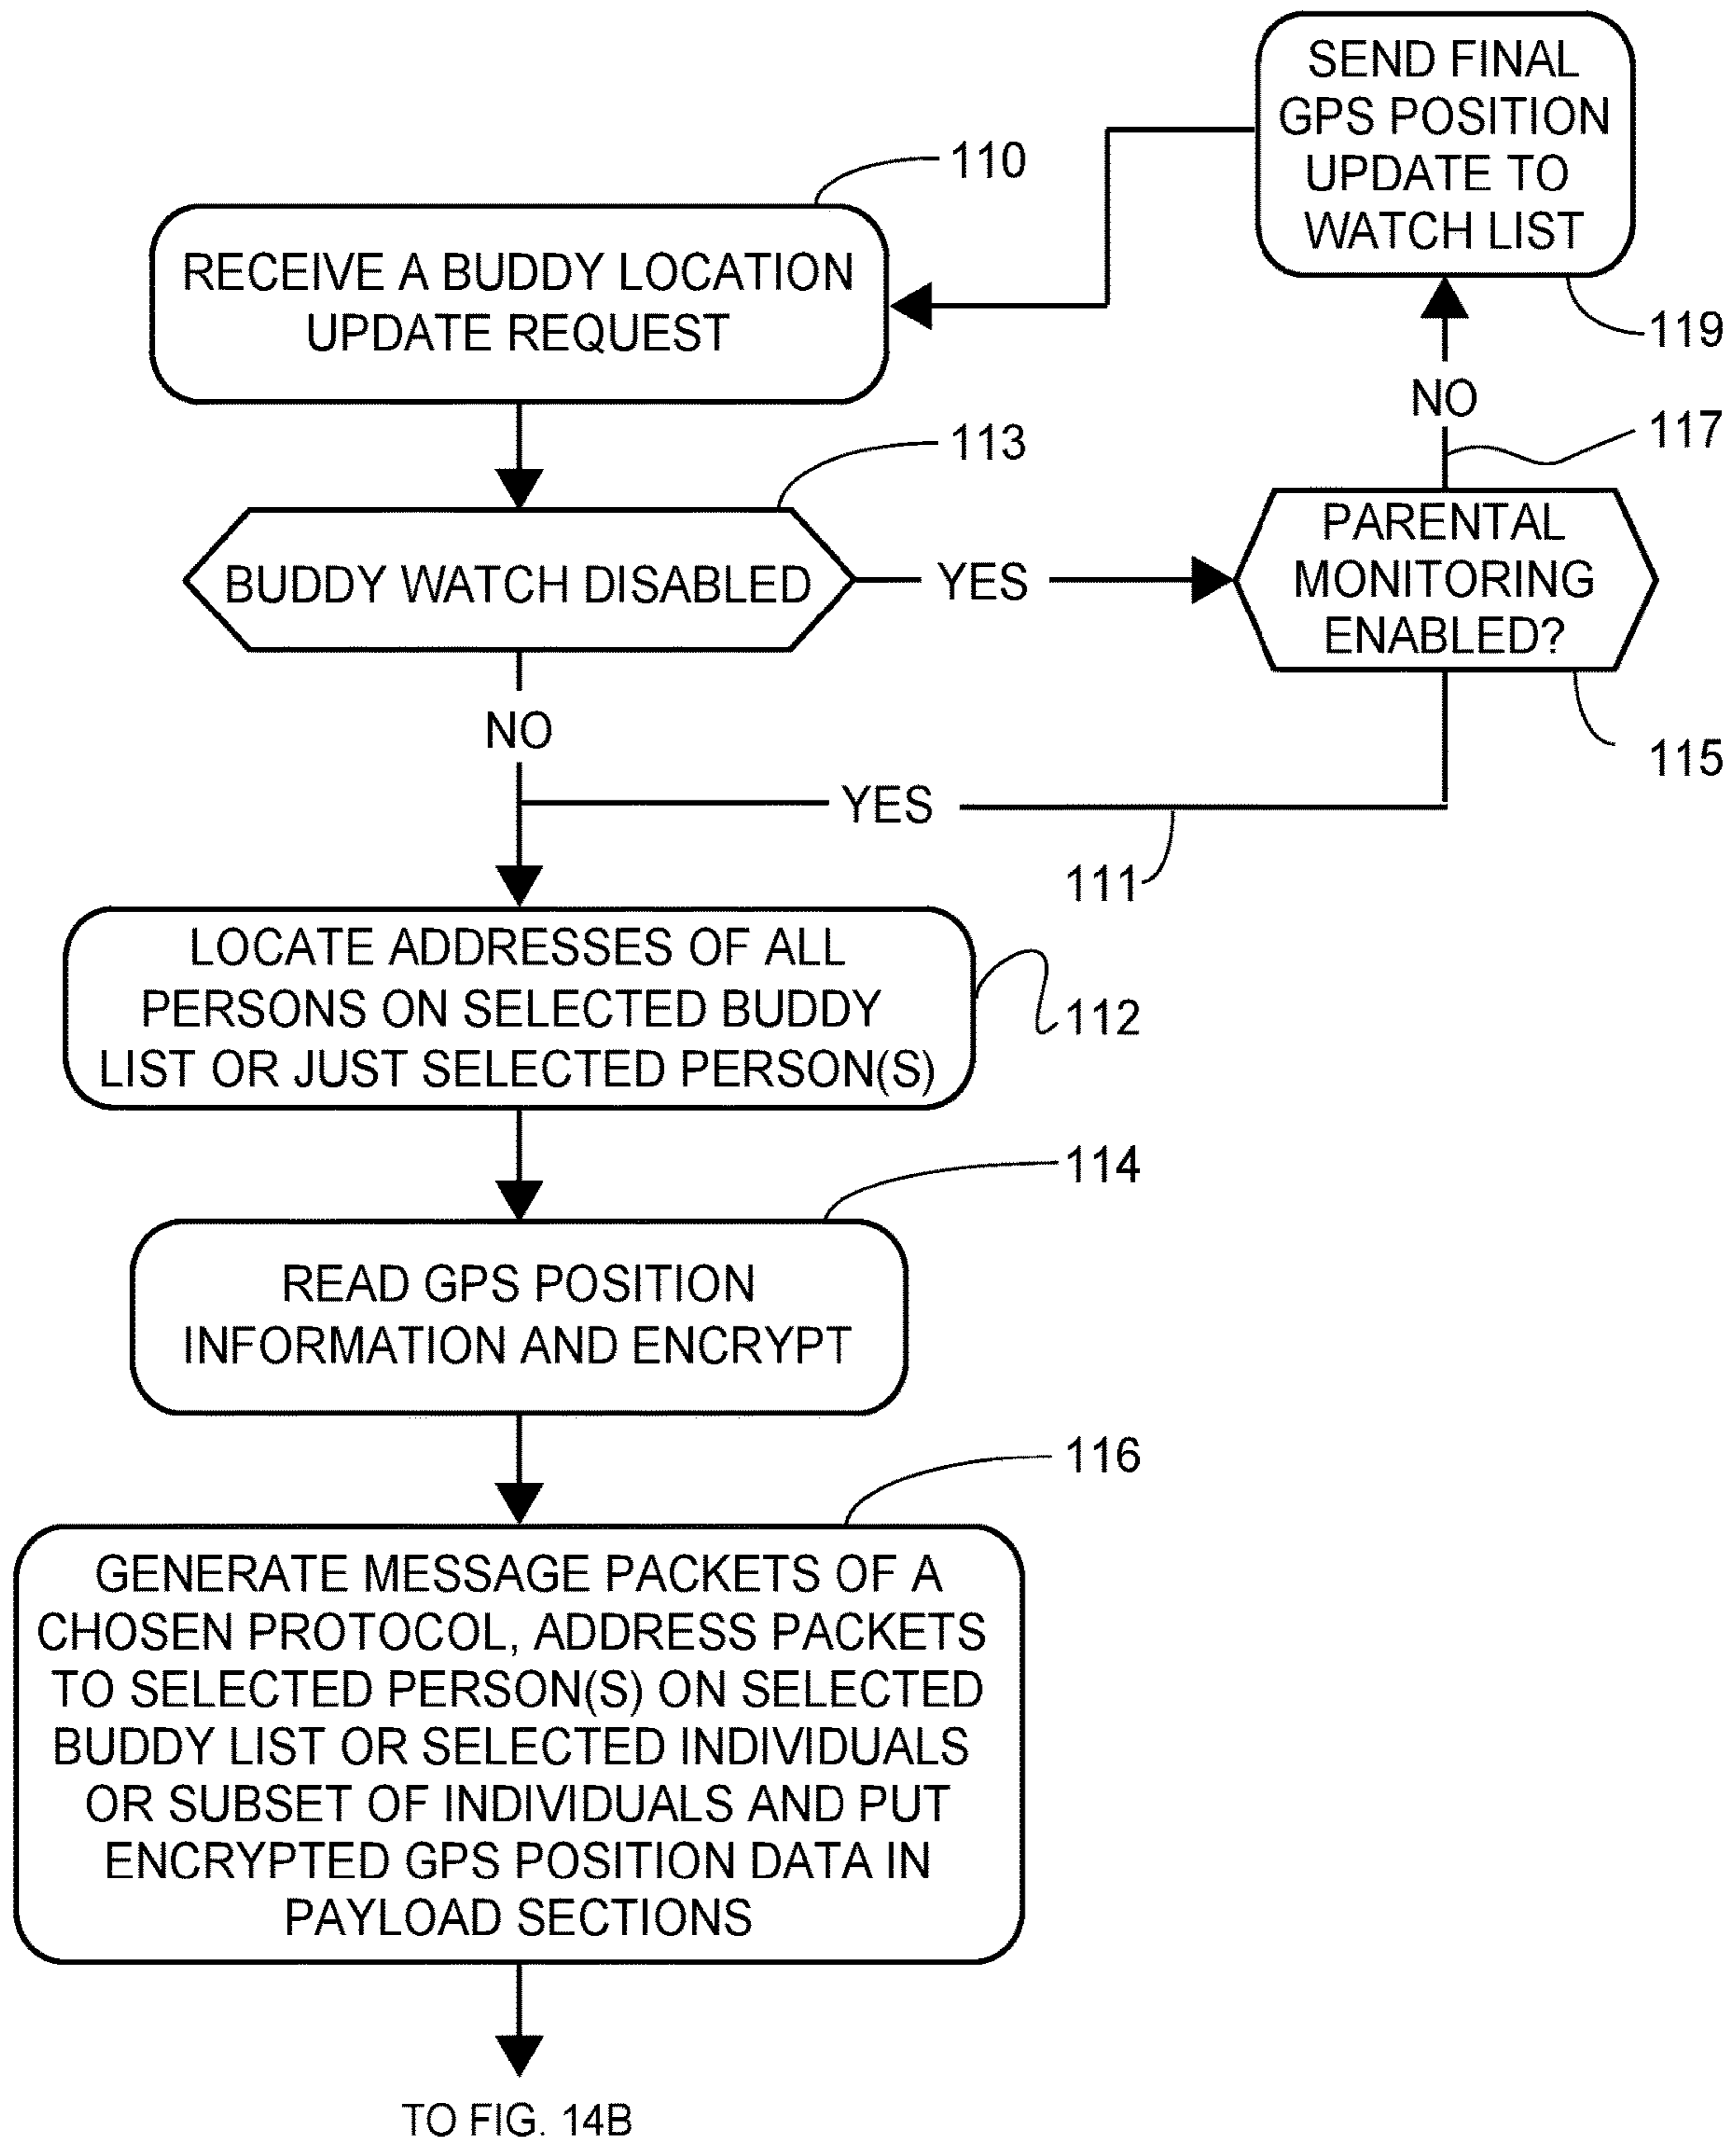 SEND FINAL
GPS POSITION
UPDATE TO
WATCH LIST
119
110
RECEIVE A BUDDY LOCATION
UPDATE REQUEST
NO
117
113
BUDDY WATCH DISABLED
YES
PARENTAL
MONITORING
ENABLED?
115
NO
YES
111
LOCATE ADDRESSES OF ALL
PERSONS ON SELECTED BUDDY
LIST OR JUST SELECTED PERSON(S)
112
114
READ GPS POSITION
INFORMATION AND ENCRYPT
116
GENERATE MESSAGE PACKETS OF A
CHOSEN PROTOCOL, ADDRESS PACKETS
TO SELECTED PERSON(S) ON SELECTED
BUDDY LIST OR SELECTED INDIVIDUALS
OR SUBSET OF INDIVIDUALS AND PUT
ENCRYPTED GPS POSITION DATA IN
PAYLOAD SECTIONS
TO FIG. 14B